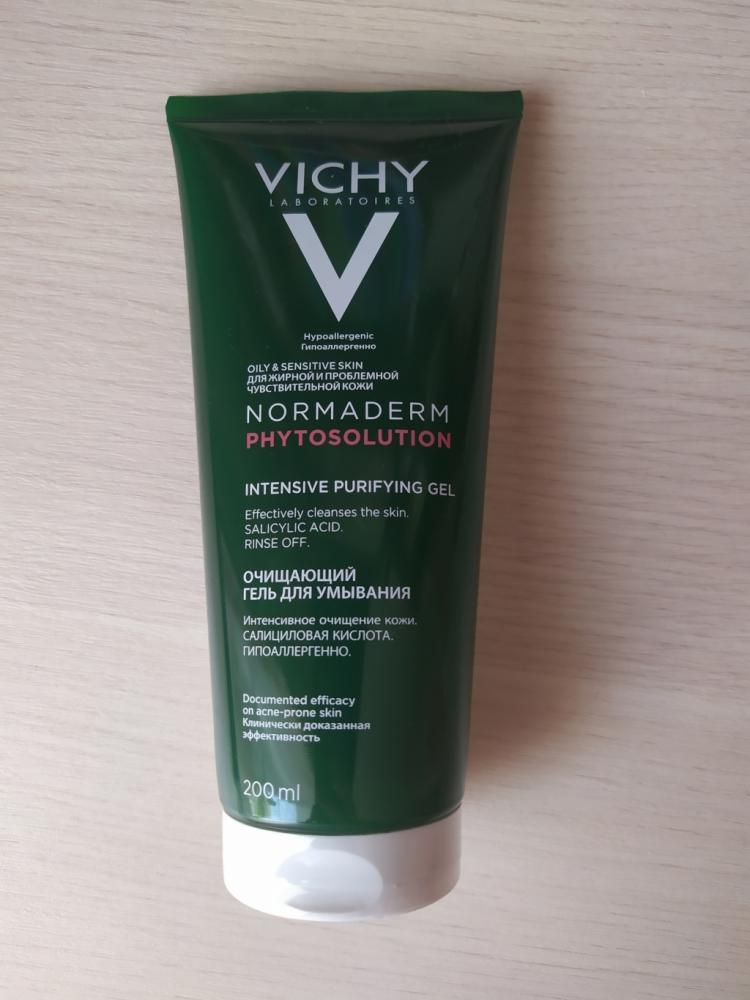 VICHY
LABORATOIRES
V
Hypoallergenic
Гипоаллергенно
OILY & SENSITIVE SKIN
ДЛЯ ЖИРНОЙ И ПРОБЛЕМНОЙ
ЧУВСТВИТЕЛЬНОЙ КОЖИ
NORMADERM
PHYTOSOLUTION
INTENSIVE PURIFYING GEL
Effectively cleanses the skin.
SALICYLIC ACID.
RINSE OFF.
ОЧИЩАЮЩИЙ
ГЕЛЬ ДЛЯ УМЫВАНИЯ
Интенсивное очищение кожи.
САЛИЦИЛОВАЯ КИСЛОТА.
ГИПОАЛЛЕРГЕННО.
Documented efficacy
on acne-prone skin
Клинически доказанная
эффективность
200 ml